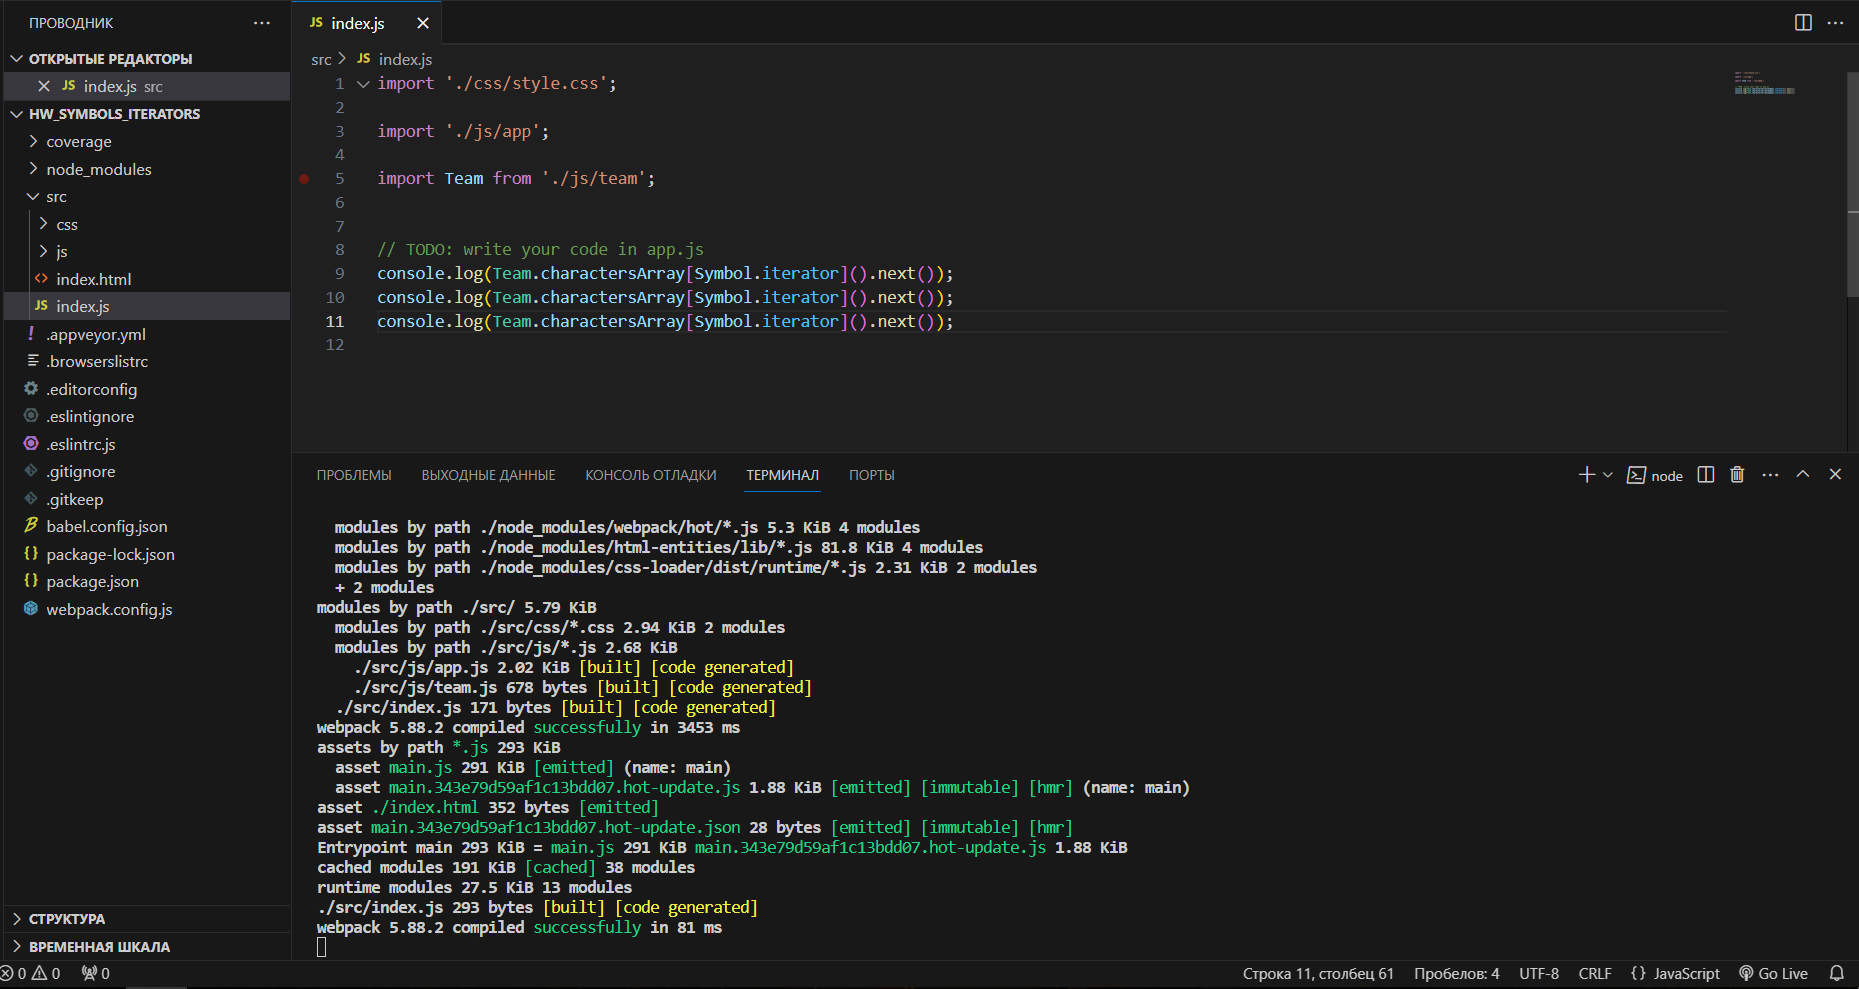 ПРОВОДНИК
ОТКРЫТЫЕ РЕДАКТОРЫ
JS index.js src
HW_SYMBOLS_ITERATORS
coverage
node_modules
src
css
js
<> index.html
JS index.js
! .appveyor.yml
.browserslistrc
.editorconfig
.eslintignore
.eslintrc.js
.gitignore
.gitkeep
babel.config.json
{} package-lock.json
{} package.json
webpack.config.js
СТРУКТУРА
ВРЕМЕННАЯ ШКАЛА
JS index.js
src > JS index.js
1 import './css/style.css';
2
3 import './js/app';
4
5 import Team from './js/team';
6
7
8 // TODO: write your code in app.js
9 console.log(Team.charactersArray[Symbol.iterator]().next());
10 console.log(Team.charactersArray[Symbol.iterator]().next());
11 console.log(Team.charactersArray[Symbol.iterator]().next());
12
ПРОБЛЕМЫ ВЫХОДНЫЕ ДАННЫЕ КОНСОЛЬ ОТЛАДКИ ТЕРМИНАЛ ПОРТЫ node
modules by path ./node_modules/webpack/hot/*.js 5.3 KiB 4 modules
modules by path ./node_modules/html-entities/lib/*.js 81.8 KiB 4 modules
modules by path ./node_modules/css-loader/dist/runtime/*.js 2.31 KiB 2 modules
+ 2 modules
modules by path ./src/ 5.79 KiB
modules by path ./src/css/*.css 2.94 KiB 2 modules
modules by path ./src/js/*.js 2.68 KiB
./src/js/app.js 2.02 KiB [built] [code generated]
./src/js/team.js 678 bytes [built] [code generated]
./src/index.js 171 bytes [built] [code generated]
webpack 5.88.2 compiled successfully in 3453 ms
assets by path *.js 293 KiB
asset main.js 291 KiB [emitted] (name: main)
asset main.343e79d59af1c13bdd07.hot-update.js 1.88 KiB [emitted] [immutable] [hmr] (name: main)
asset ./index.html 352 bytes [emitted]
asset main.343e79d59af1c13bdd07.hot-update.json 28 bytes [emitted] [immutable] [hmr]
Entrypoint main 293 KiB = main.js 291 KiB main.343e79d59af1c13bdd07.hot-update.js 1.88 KiB
cached modules 191 KiB [cached] 38 modules
runtime modules 27.5 KiB 13 modules
./src/index.js 293 bytes [built] [code generated]
webpack 5.88.2 compiled successfully in 81 ms
0 0 0 Строка 11, столбец 61 Пробелов: 4 UTF-8 CRLF {} JavaScript Go Live